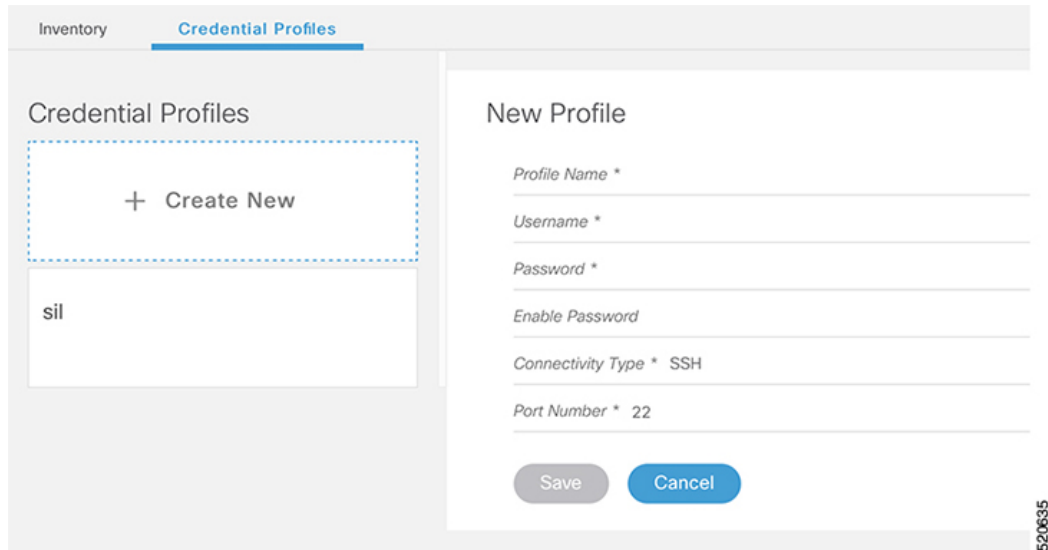 Inventory
Credential Profiles
Credential Profiles
+ Create New
sil
New Profile
Profile Name *
Username *
Password *
Enable Password
Connectivity Type * SSH
Port Number * 22
Save
Cancel
520635